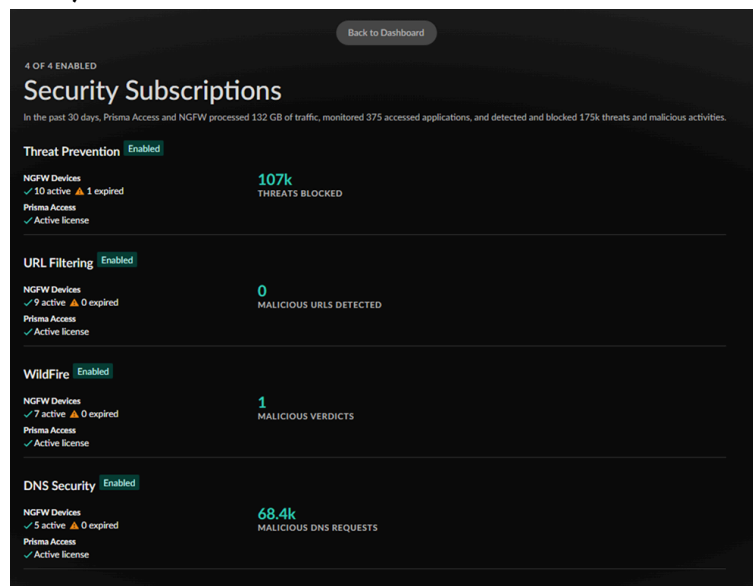 Back to Dashboard
4 OF 4 ENABLED
Security Subscriptions
In the past 30 days, Prisma Access and NGFW processed 132 GB of traffic, monitored 375 accessed applications, and detected and blocked 175k threats and malicious activities.
Threat Prevention Enabled
NGFW Devices
10 active 1 expired
Prisma Access
Active license
107k
THREATS BLOCKED
URL Filtering Enabled
NGFW Devices
9 active 0 expired
Prisma Access
Active license
0
MALICIOUS URLS DETECTED
WildFire Enabled
NGFW Devices
7 active 0 expired
Prisma Access
Active license
1
MALICIOUS VERDICTS
DNS Security Enabled
NGFW Devices
5 active 0 expired
Prisma Access
Active license
68.4k
MALICIOUS DNS REQUESTS